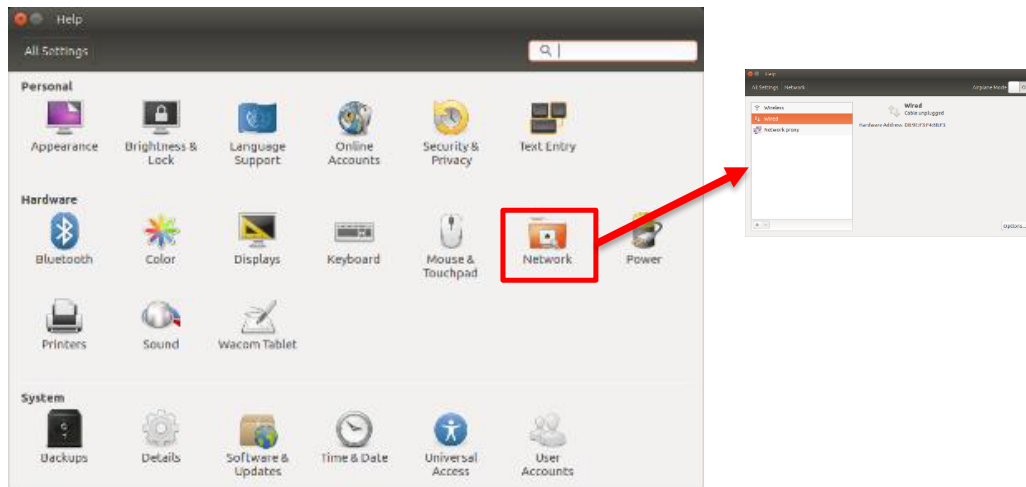 Help
All Settings
Personal
Appearance
Brightness & Lock
Language Support
Online Accounts
Security & Privacy
Text Entry
Hardware
Bluetooth
Color
Displays
Keyboard
Mouse & Touchpad
Network
Power
Printers
Sound
Wacom Tablet
System
Backups
Details
Software & Updates
Time & Date
Universal Access
User Accounts
Help
All Settings Network
Airplane Mode
Wireless
Wired
Network proxy
Wired
Cable unplugged
Hardware Address
Options...